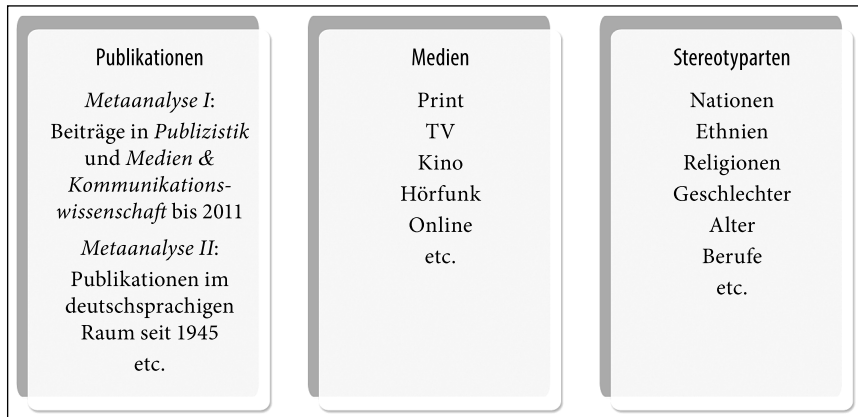 Publikationen
Metaanalyse I:
Beiträge in Publizistik
und Medien &
Kommunikations-
wissenschaft bis 2011
Metaanalyse II:
Publikationen im
deutschsprachigen
Raum seit 1945
etc.
Medien
Print
TV
Kino
Hörfunk
Online
etc.
Stereotyparten
Nationen
Ethnien
Religionen
Geschlechter
Alter
Berufe
etc.